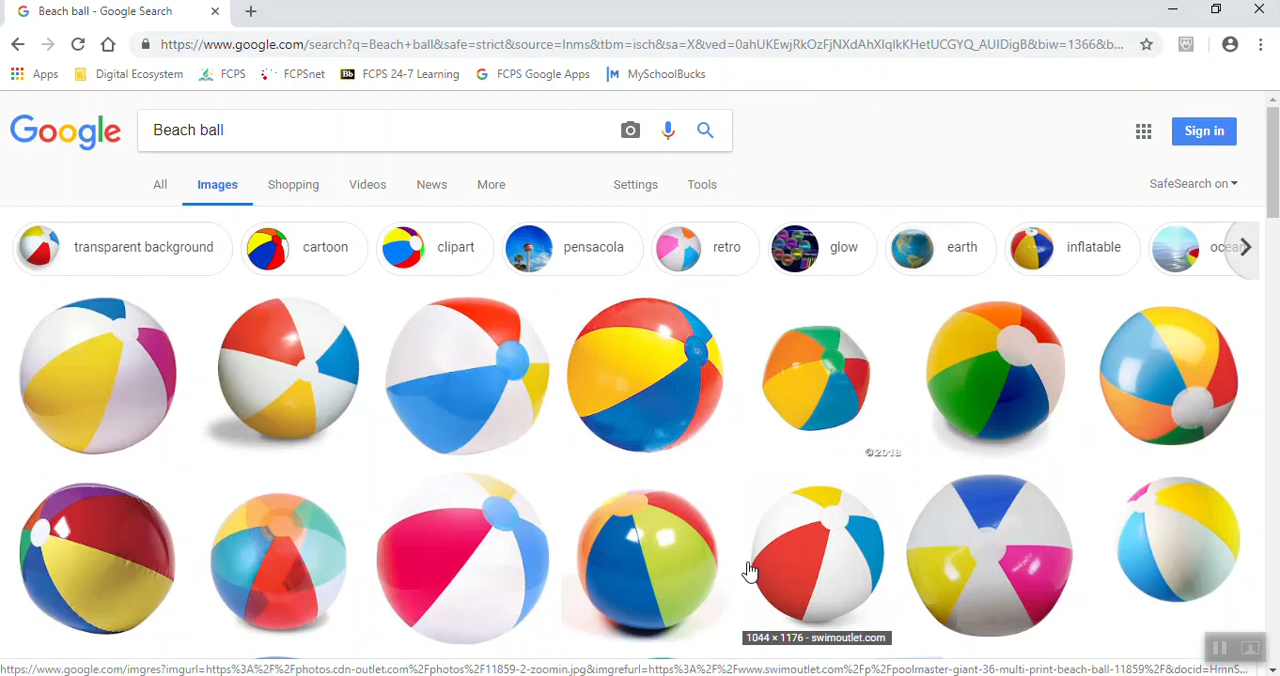 Beach ball - Google Search
https://www.google.com/search?q=Beach+ball&safe=strict&source=lnms&tbm=isch&sa=X&ved=0ahUKEwjRkOzFjNXdAhXIqIkKHetUCGYQ_AUIDigB&biw=1366&b...
Apps Digital Ecosystem FCPS FCPSnet Bb FCPS 24-7 Learning G FCPS Google Apps M MySchoolBucks
Google Beach ball Sign in
All Images Shopping Videos News More Settings Tools SafeSearch on
transparent background cartoon clipart pensacola retro glow earth inflatable ocean
©2018
1044 × 1176 - swimoutlet.com
https://www.google.com/imgres?imgurl=https%3A%2F%2Fphotos.cdn-outlet.com%2Fphotos%2F11859-2-zoomin.jpg&imgrefurl=https%3A%2F%2Fwww.swimoutlet.com%2Fp%2Fpoolmaster-giant-36-multi-print-beach-ball-11859%2F&docid=HmnS...